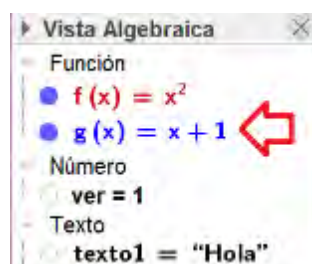 Vista Algebraica
Función
f (x) = x²
g (x) = x + 1
Número
ver = 1
Texto
texto1 = “Hola”